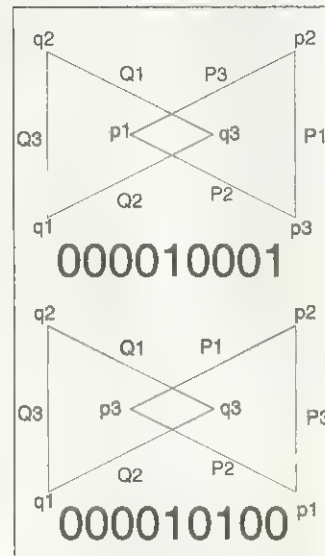 q2 p2
Q1 P3
Q3 p1 q3 P1
Q2 P2
q1 p3
000010001
q2 p2
Q1 P1
Q3 p3 q3 P3
Q2 P2
q1 p1
000010100